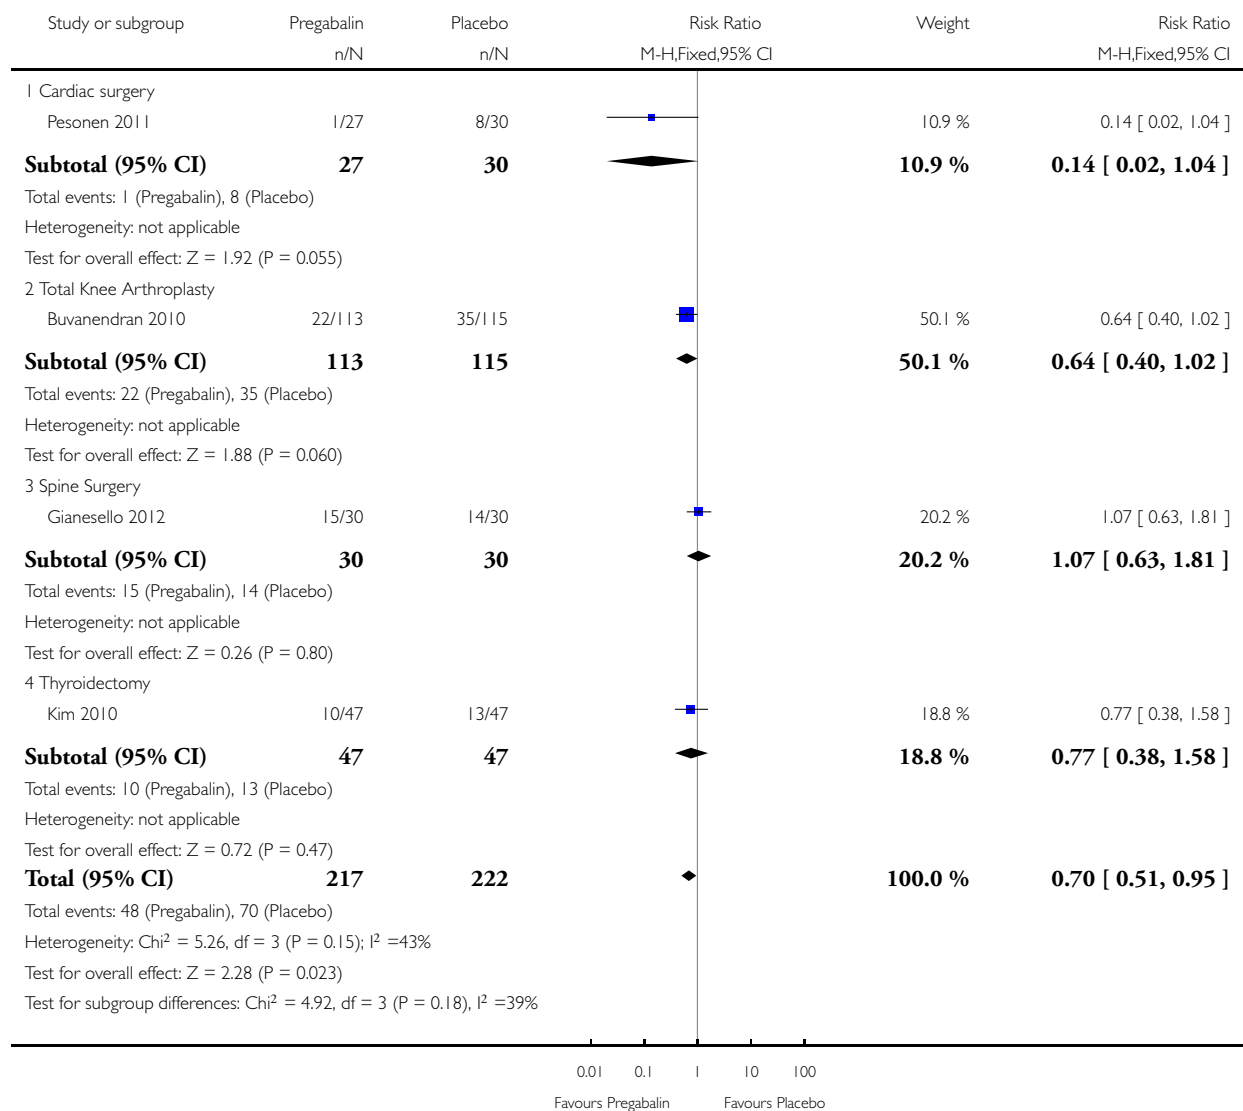 Study or subgroup Pregabalin Placebo Risk Ratio Weight Risk Ratio
n/N n/N M-H,Fixed,95% CI M-H,Fixed,95% CI
1 Cardiac surgery
Pesonen 2011 1/27 8/30 10.9 % 0.14 [ 0.02, 1.04 ]
Subtotal (95% CI) 27 30 10.9 % 0.14 [ 0.02, 1.04 ]
Total events: 1 (Pregabalin), 8 (Placebo)
Heterogeneity: not applicable
Test for overall effect: Z = 1.92 (P = 0.055)
2 Total Knee Arthroplasty
Buvanendran 2010 22/113 35/115 50.1 % 0.64 [ 0.40, 1.02 ]
Subtotal (95% CI) 113 115 50.1 % 0.64 [ 0.40, 1.02 ]
Total events: 22 (Pregabalin), 35 (Placebo)
Heterogeneity: not applicable
Test for overall effect: Z = 1.88 (P = 0.060)
3 Spine Surgery
Gianesello 2012 15/30 14/30 20.2 % 1.07 [ 0.63, 1.81 ]
Subtotal (95% CI) 30 30 20.2 % 1.07 [ 0.63, 1.81 ]
Total events: 15 (Pregabalin), 14 (Placebo)
Heterogeneity: not applicable
Test for overall effect: Z = 0.26 (P = 0.80)
4 Thyroidectomy
Kim 2010 10/47 13/47 18.8 % 0.77 [ 0.38, 1.58 ]
Subtotal (95% CI) 47 47 18.8 % 0.77 [ 0.38, 1.58 ]
Total events: 10 (Pregabalin), 13 (Placebo)
Heterogeneity: not applicable
Test for overall effect: Z = 0.72 (P = 0.47)
Total (95% CI) 217 222 100.0 % 0.70 [ 0.51, 0.95 ]
Total events: 48 (Pregabalin), 70 (Placebo)
Heterogeneity: Chi² = 5.26, df = 3 (P = 0.15); I² =43%
Test for overall effect: Z = 2.28 (P = 0.023)
Test for subgroup differences: Chi² = 4.92, df = 3 (P = 0.18), I² =39%
0.01 0.1 1 10 100
Favours Pregabalin Favours Placebo